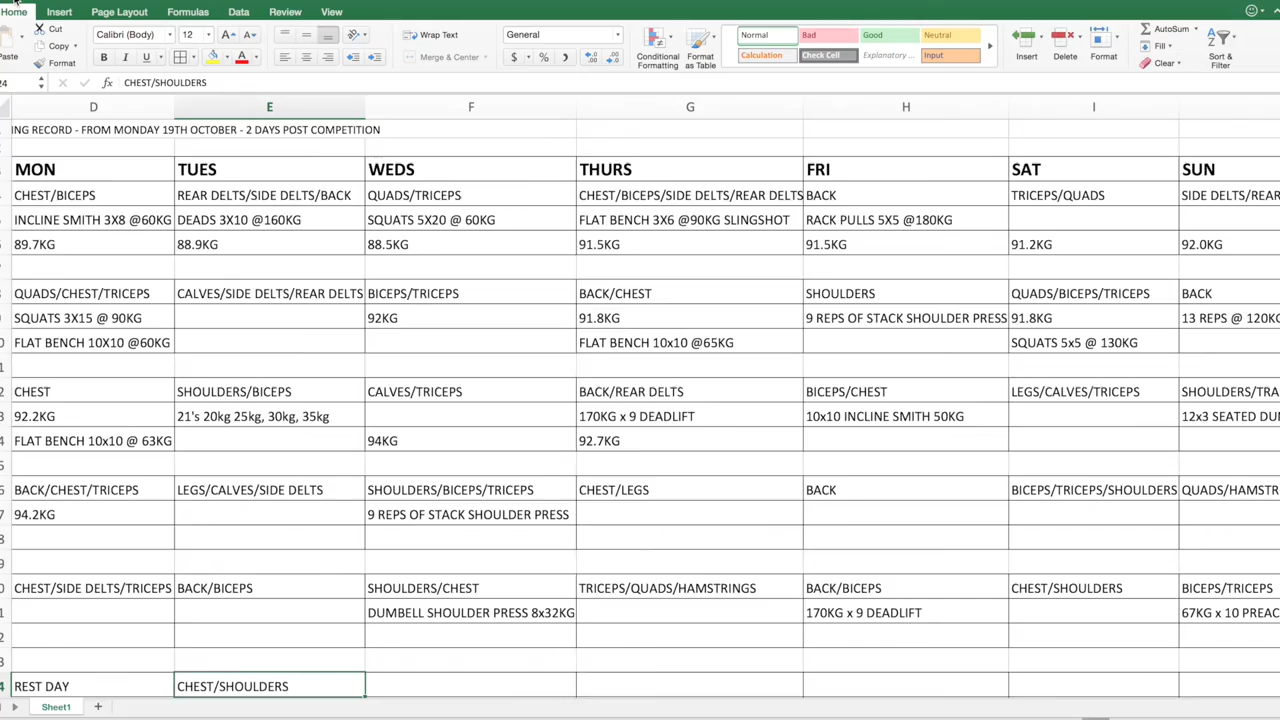 Home Insert Page Layout Formulas Data Review View
Cut Calibri (Body) 12 A A Wrap Text General Normal Bad Good Neutral AutoSum
Copy Fill
Format B I U A Merge & Center $ % Conditional Formatting Format as Table Calculation Check Cell Explanatory... Input Insert Delete Format Clear Sort & Filter
24 fx CHEST/SHOULDERS
D E F G H I
ING RECORD - FROM MONDAY 19TH OCTOBER - 2 DAYS POST COMPETITION
MON TUES WEDS THURS FRI SAT SUN
CHEST/BICEPS REAR DELTS/SIDE DELTS/BACK QUADS/TRICEPS CHEST/BICEPS/SIDE DELTS/REAR DELTS BACK TRICEPS/QUADS SIDE DELTS/REAR
INCLINE SMITH 3X8 @60KG DEADS 3X10 @160KG SQUATS 5X20 @ 60KG FLAT BENCH 3X6 @90KG SLINGSHOT RACK PULLS 5X5 @180KG
89.7KG 88.9KG 88.5KG 91.5KG 91.5KG 91.2KG 92.0KG
QUADS/CHEST/TRICEPS CALVES/SIDE DELTS/REAR DELTS BICEPS/TRICEPS BACK/CHEST SHOULDERS QUADS/BICEPS/TRICEPS BACK
SQUATS 3X15 @ 90KG 92KG 91.8KG 9 REPS OF STACK SHOULDER PRESS 91.8KG 13 REPS @ 120KG
FLAT BENCH 10X10 @60KG FLAT BENCH 10x10 @65KG SQUATS 5x5 @ 130KG
CHEST SHOULDERS/BICEPS CALVES/TRICEPS BACK/REAR DELTS BICEPS/CHEST LEGS/CALVES/TRICEPS SHOULDERS/TRA
92.2KG 21's 20kg 25kg, 30kg, 35kg 170KG x 9 DEADLIFT 10x10 INCLINE SMITH 50KG 12x3 SEATED DU
FLAT BENCH 10x10 @ 63KG 94KG 92.7KG
BACK/CHEST/TRICEPS LEGS/CALVES/SIDE DELTS SHOULDERS/BICEPS/TRICEPS CHEST/LEGS BACK BICEPS/TRICEPS/SHOULDERS QUADS/HAMSTR
94.2KG 9 REPS OF STACK SHOULDER PRESS
CHEST/SIDE DELTS/TRICEPS BACK/BICEPS SHOULDERS/CHEST TRICEPS/QUADS/HAMSTRINGS BACK/BICEPS CHEST/SHOULDERS BICEPS/TRICEPS
DUMBELL SHOULDER PRESS 8x32KG 170KG x 9 DEADLIFT 67KG x 10 PREAC
REST DAY CHEST/SHOULDERS
Sheet1